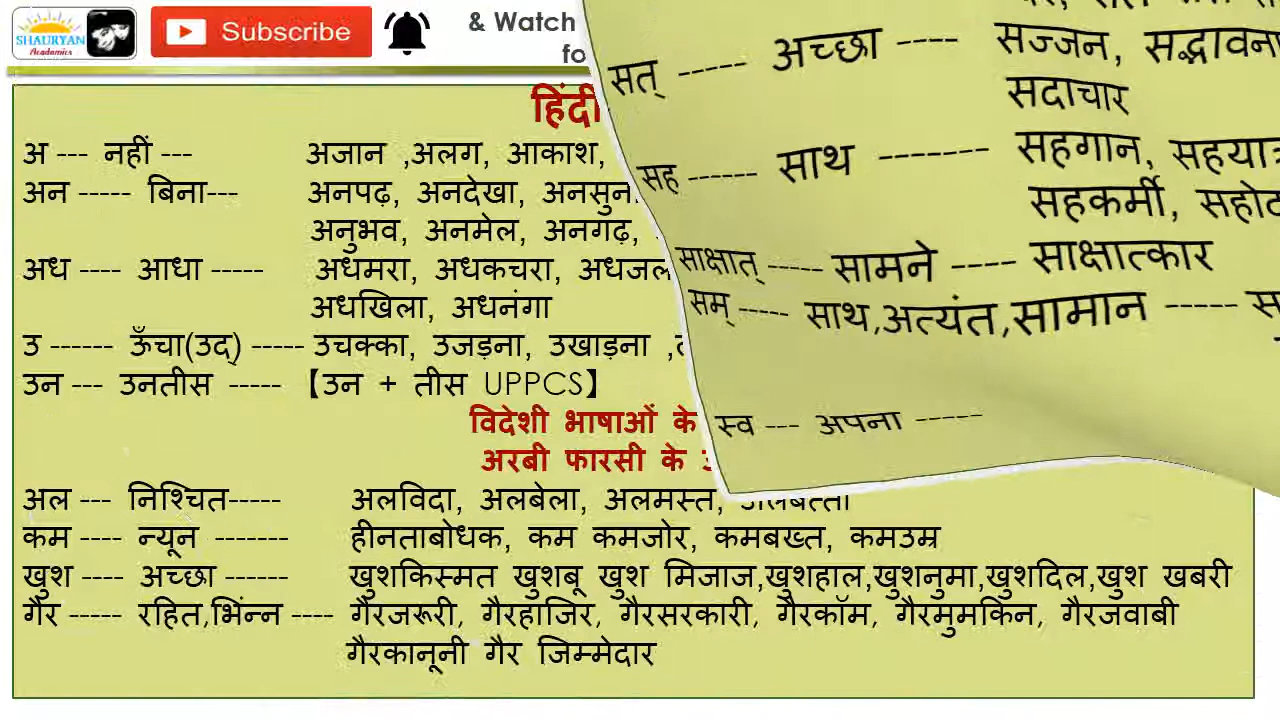 SHAURYAN
Academics
Subscribe
& Watch
हिंदी
अ --- नहीं --- अजान ,अलग, आकाश,
अन ----- बिना--- अनपढ़, अनदेखा,
अनुभव, अनमेल, अनगढ़,
अध ---- आधा ----- अधमरा, अधकचरा,
अधखिला, अधनंगा
उ ------ ऊँचा(उद्) ----- उचक्का, उजड़ना, उखाड़ना ,
उन --- उनतीस ----- 【उन + तीस UPPCS】
विदेशी भाषाओं के
अरबी फारसी के
अल --- निश्चित----- अलविदा, अलबेला, अलमस्त,
कम ---- न्यून ------- हीनताबोधक, कम कमजोर, कमबख्त, कमउम्र
खुश ---- अच्छा ------ खुशकिस्मत खुशबू खुश मिजाज,खुशहाल,खुशनुमा,खुशदिल,खुश खबरी
गैर ----- रहित,भिंन्न ---- गैरजरूरी, गैरहाजिर, गैरसरकारी, गैरकॉम, गैरमुमकिन, गैरजवाबी
गैरकानूनी गैर जिम्मेदार
सत् ----- अच्छा ---- सज्जन, सद्भावना
सदाचार
सह ------ साथ ------- सहगान,
सहकर्मी,
साक्षात् ----- सामने ---- साक्षात्कार
सम् ----- साथ,अत्यंत,सामान -----
स्व --- अपना -----